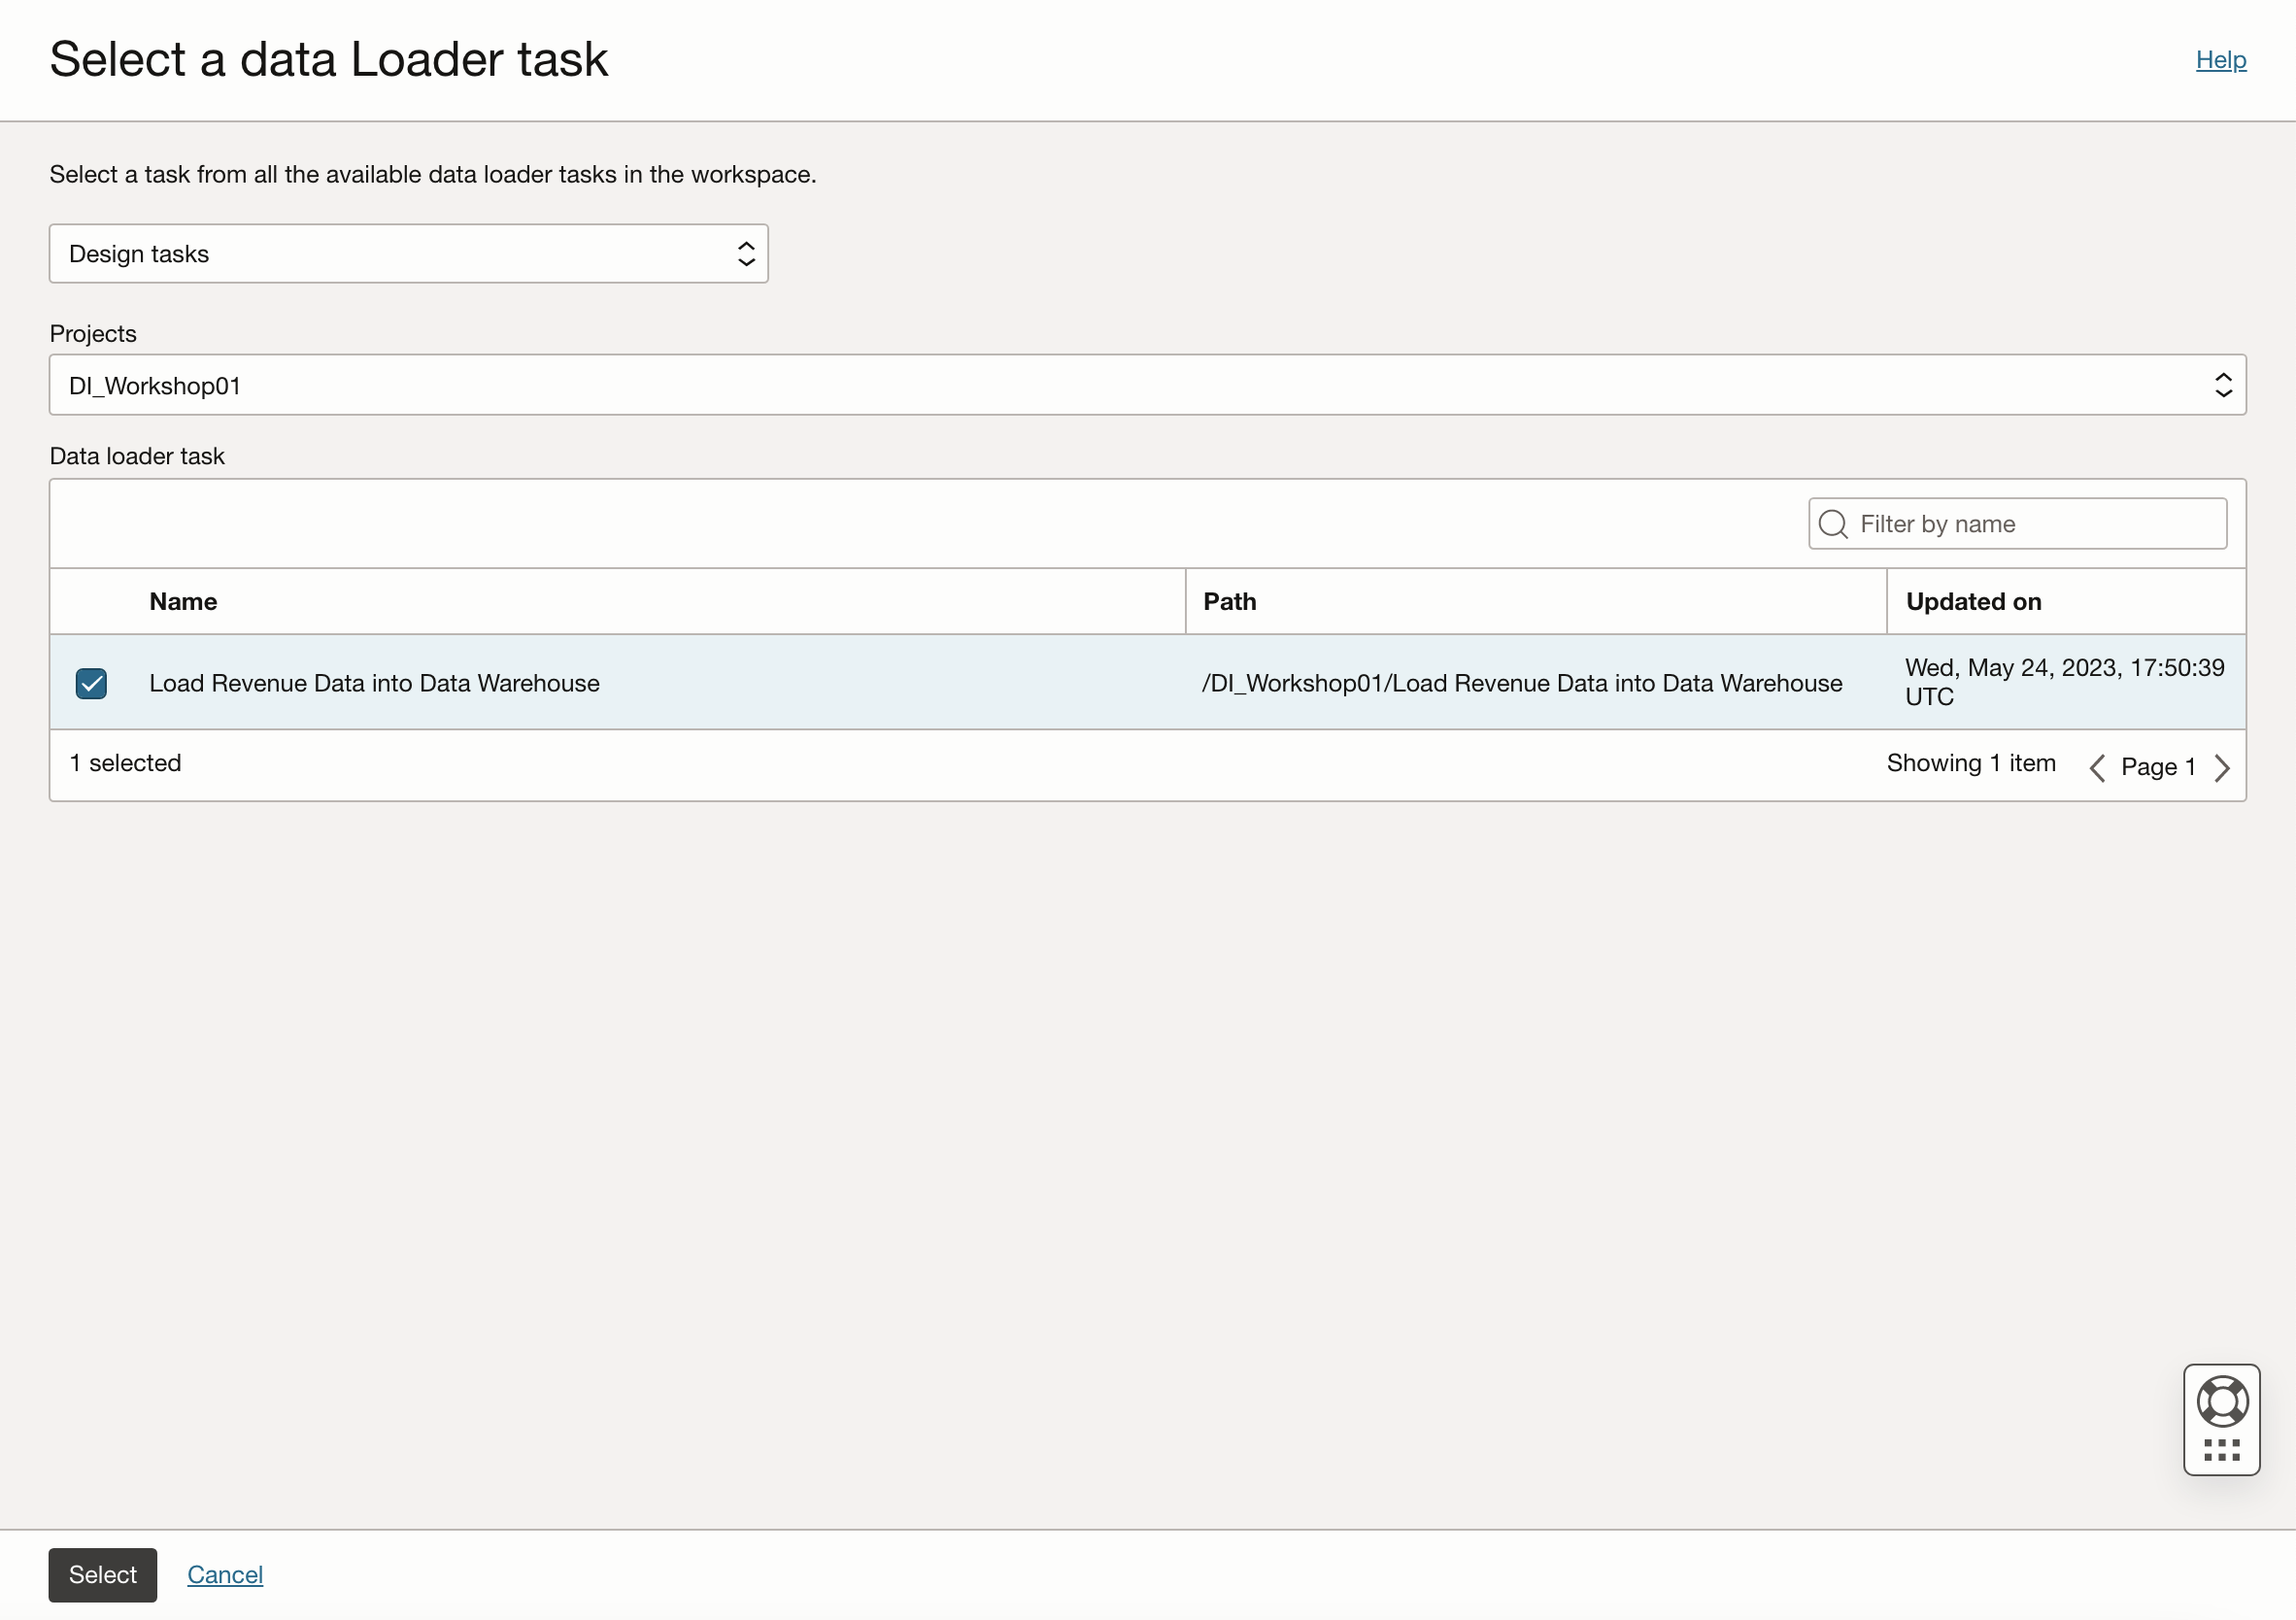 Select a data Loader task
Help
Select a task from all the available data loader tasks in the workspace.
Design tasks
Projects
DI_Workshop01
Data loader task
Filter by name
Name Path Updated on
Load Revenue Data into Data Warehouse /DI_Workshop01/Load Revenue Data into Data Warehouse Wed, May 24, 2023, 17:50:39
UTC
1 selected Showing 1 item Page 1
Select Cancel